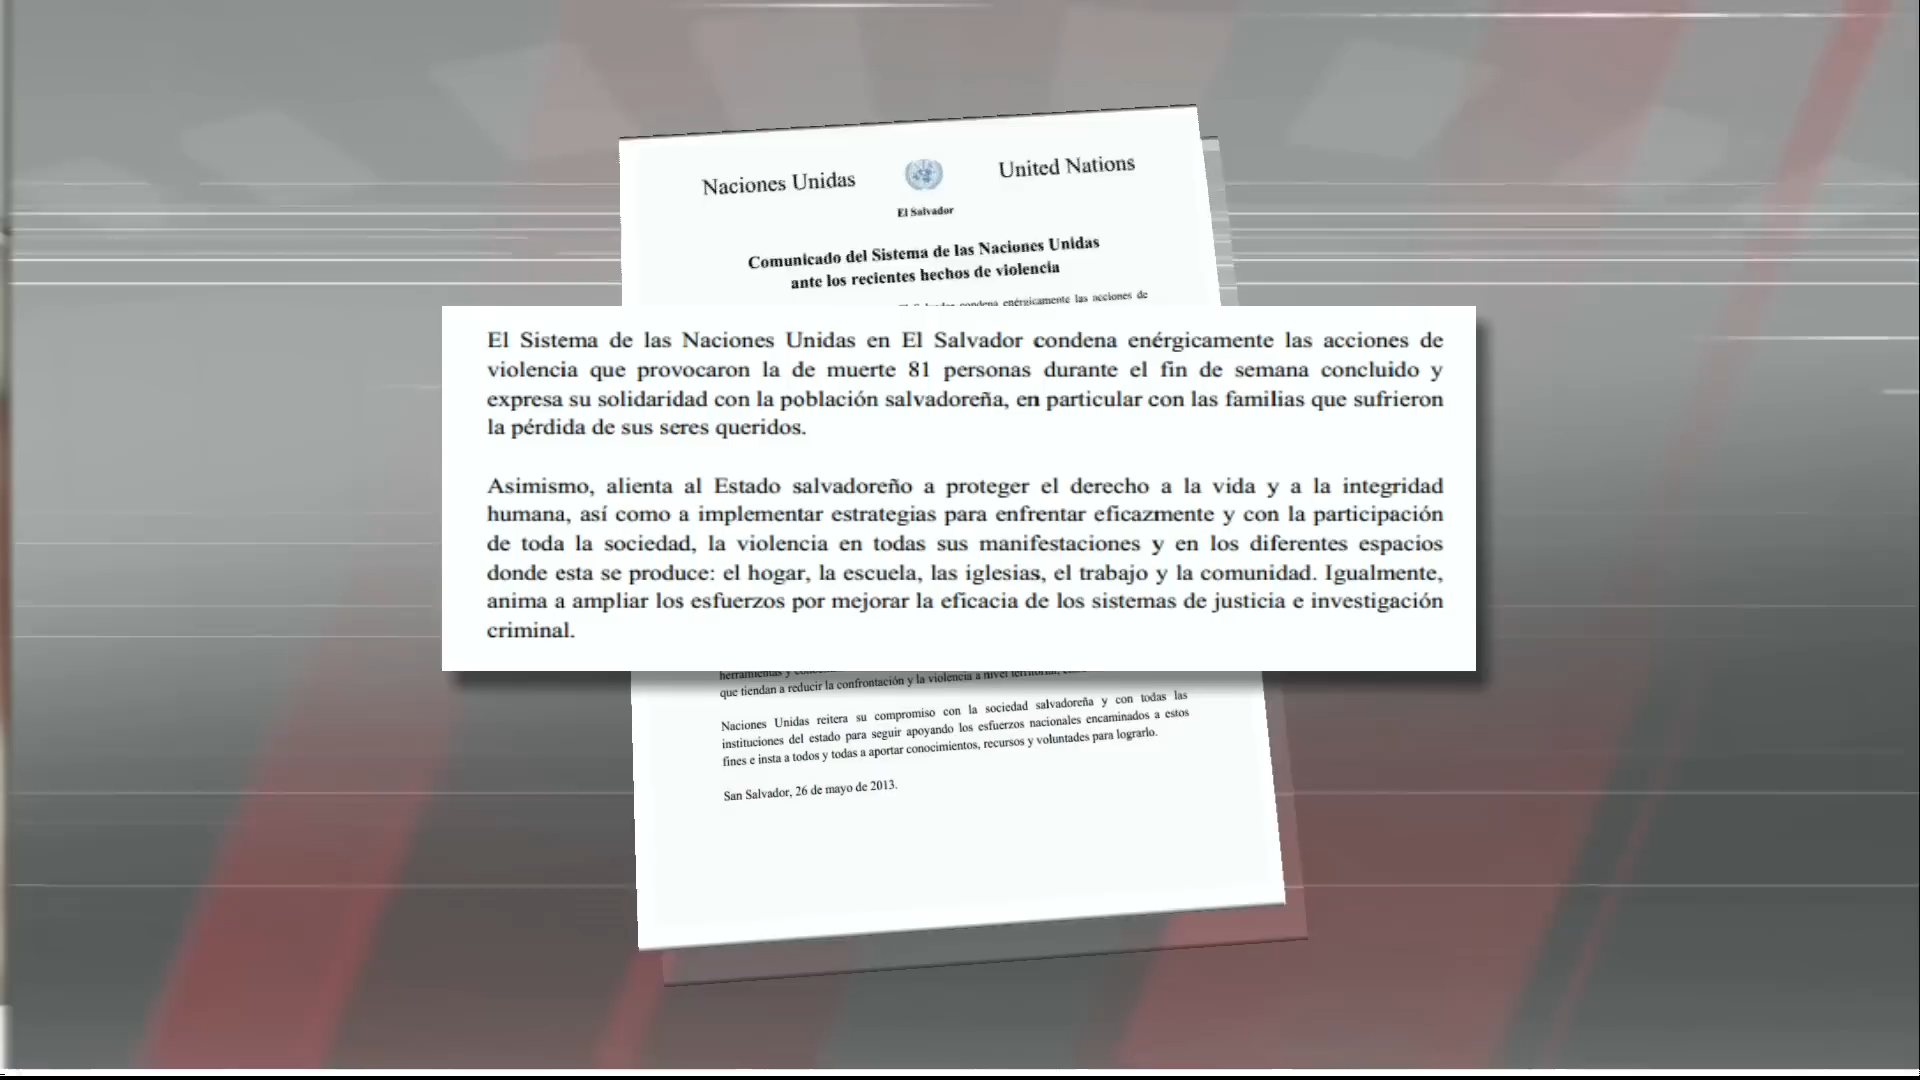 Naciones Unidas United Nations
El Salvador
Comunicado del Sistema de las Naciones Unidas
ante los recientes hechos de violencia
condena enérgicamente las acciones de
El Sistema de las Naciones Unidas en El Salvador condena enérgicamente las acciones de
violencia que provocaron la de muerte 81 personas durante el fin de semana concluido y
expresa su solidaridad con la población salvadoreña, en particular con las familias que sufrieron
la pérdida de sus seres queridos.
Asimismo, alienta al Estado salvadoreño a proteger el derecho a la vida y a la integridad
humana, así como a implementar estrategias para enfrentar eficazmente y con la participación
de toda la sociedad, la violencia en todas sus manifestaciones y en los diferentes espacios
donde esta se produce: el hogar, la escuela, las iglesias, el trabajo y la comunidad. Igualmente,
anima a ampliar los esfuerzos por mejorar la eficacia de los sistemas de justicia e investigación
criminal.
herramientas y
que tiendan a reducir la confrontación y la violencia a nivel territorial,
Naciones Unidas reitera su compromiso con la sociedad salvadoreña y con todas las
instituciones del estado para seguir apoyando los esfuerzos nacionales encaminados a estos
fines e insta a todos y todas a aportar conocimientos, recursos y voluntades para lograrlo.
San Salvador, 26 de mayo de 2013.